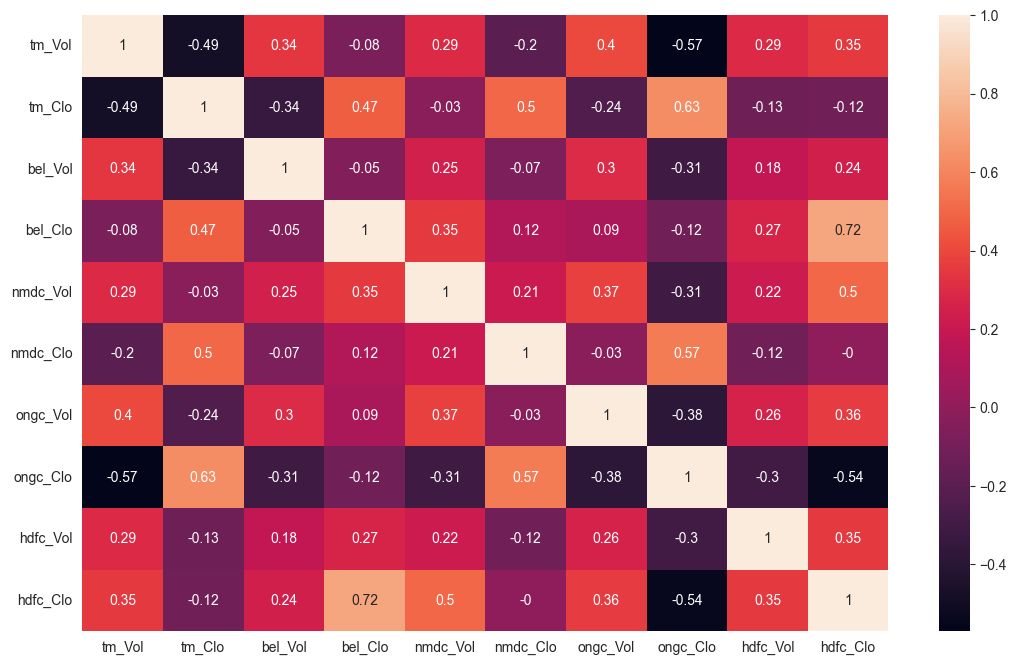 tm_Vol 1 -0.49 0.34 -0.08 0.29 -0.2 0.4 -0.57 0.29 0.35
tm_Clo -0.49 1 -0.34 0.47 -0.03 0.5 -0.24 0.63 -0.13 -0.12
bel_Vol 0.34 -0.34 1 -0.05 0.25 -0.07 0.3 -0.31 0.18 0.24
bel_Clo -0.08 0.47 -0.05 1 0.35 0.12 0.09 -0.12 0.27 0.72
nmdc_Vol 0.29 -0.03 0.25 0.35 1 0.21 0.37 -0.31 0.22 0.5
nmdc_Clo -0.2 0.5 -0.07 0.12 0.21 1 -0.03 0.57 -0.12 -0
ongc_Vol 0.4 -0.24 0.3 0.09 0.37 -0.03 1 -0.38 0.26 0.36
ongc_Clo -0.57 0.63 -0.31 -0.12 -0.31 0.57 -0.38 1 -0.3 -0.54
hdfc_Vol 0.29 -0.13 0.18 0.27 0.22 -0.12 0.26 -0.3 1 0.35
hdfc_Clo 0.35 -0.12 0.24 0.72 0.5 -0 0.36 -0.54 0.35 1
tm_Vol tm_Clo bel_Vol bel_Clo nmdc_Vol nmdc_Clo ongc_Vol ongc_Clo hdfc_Vol hdfc_Clo
1.0
0.8
0.6
0.4
0.2
0.0
−0.2
−0.4